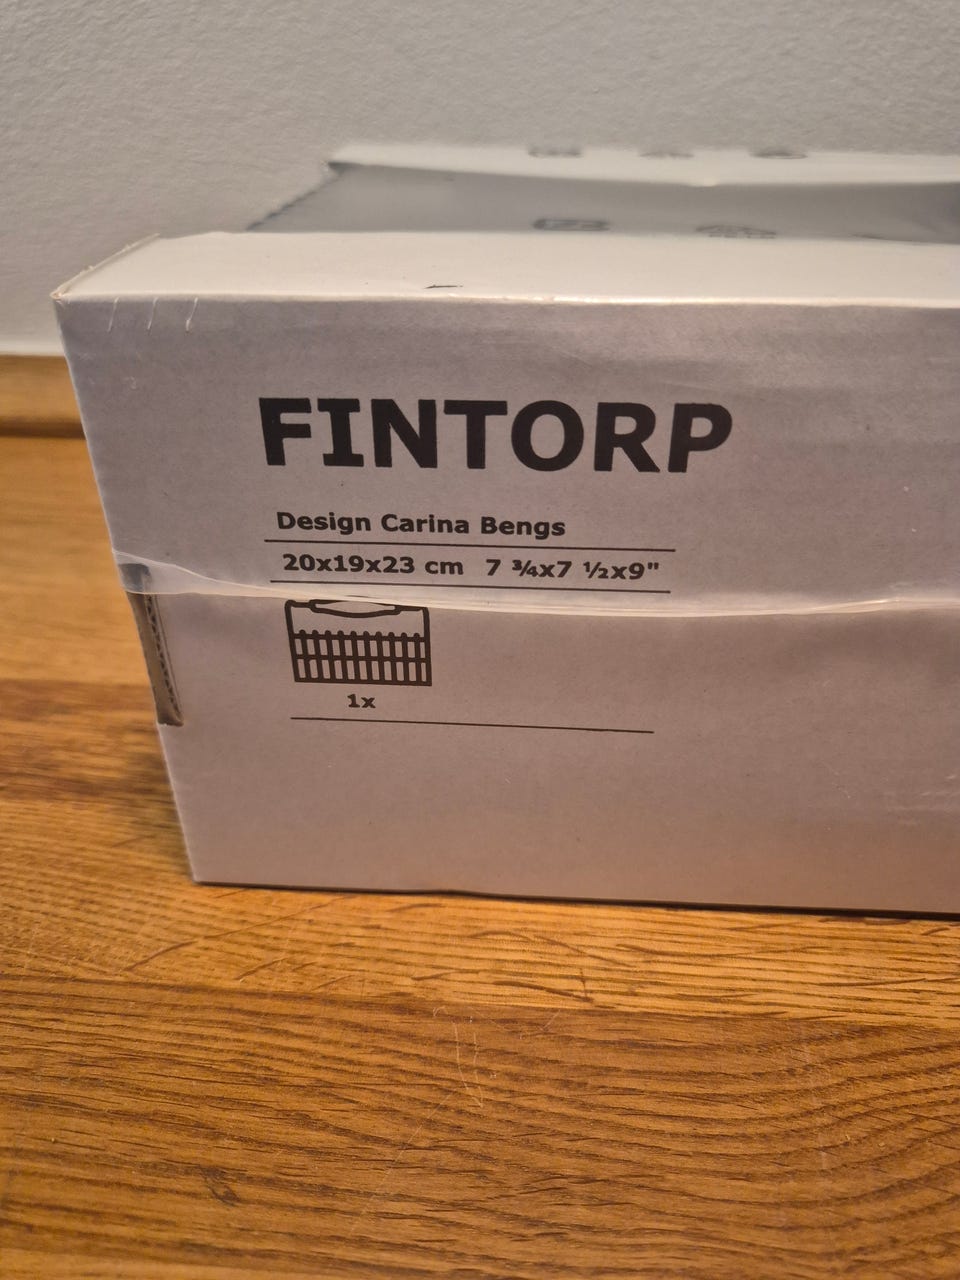 FINTORP
Design Carina Bengs
20x19x23 cm 7 ¾x7 ½x9"
1x